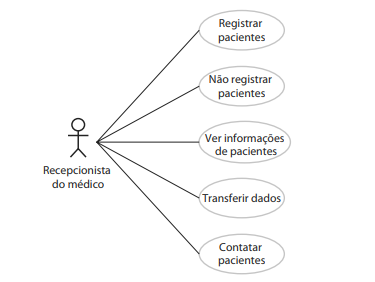 Registrar
pacientes
Não registrar
pacientes
Ver informações
de pacientes
Recepcionista
do médico
Transferir dados
Contatar
pacientes